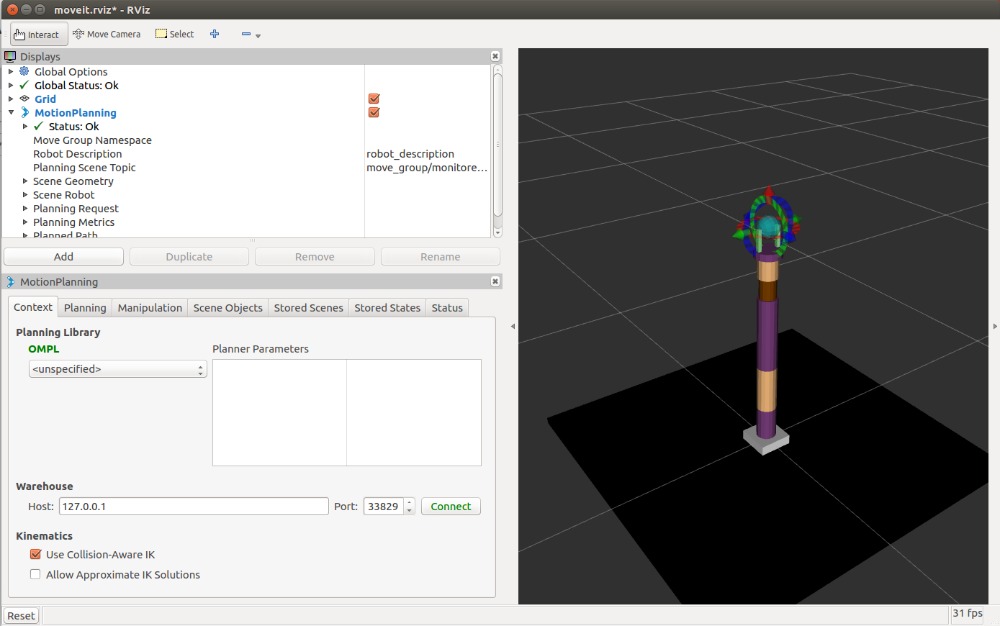 moveit.rviz* - RViz
Interact Move Camera Select
Displays
Global Options
Global Status: Ok
Grid
MotionPlanning
Status: Ok
Move Group Namespace
Robot Description robot_description
Planning Scene Topic move_group/monitore...
Scene Geometry
Scene Robot
Planning Request
Planning Metrics
Planned Path
Add Duplicate Remove Rename
MotionPlanning
Context Planning Manipulation Scene Objects Stored Scenes Stored States Status
Planning Library
OMPL Planner Parameters
<unspecified>
Warehouse
Host: 127.0.0.1 Port: 33829 Connect
Kinematics
Use Collision-Aware IK
Allow Approximate IK Solutions
Reset 31 fps